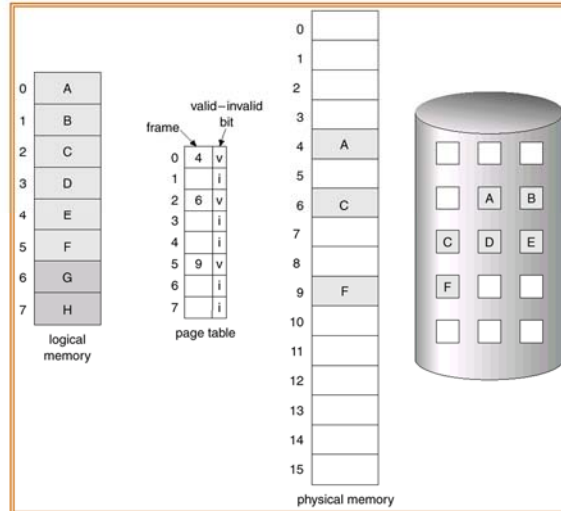 0 A
1 B
2 C
3 D
4 E
5 F
6 G
7 H
logical
memory
valid–invalid
bit
frame
0 4 v
1 i
2 6 v
3 i
4 i
5 9 v
6 i
7 i
page table
0
1
2
3
4 A
5
6 C
7
8
9 F
10
11
12
13
14
15
physical memory
A B
C D E
F